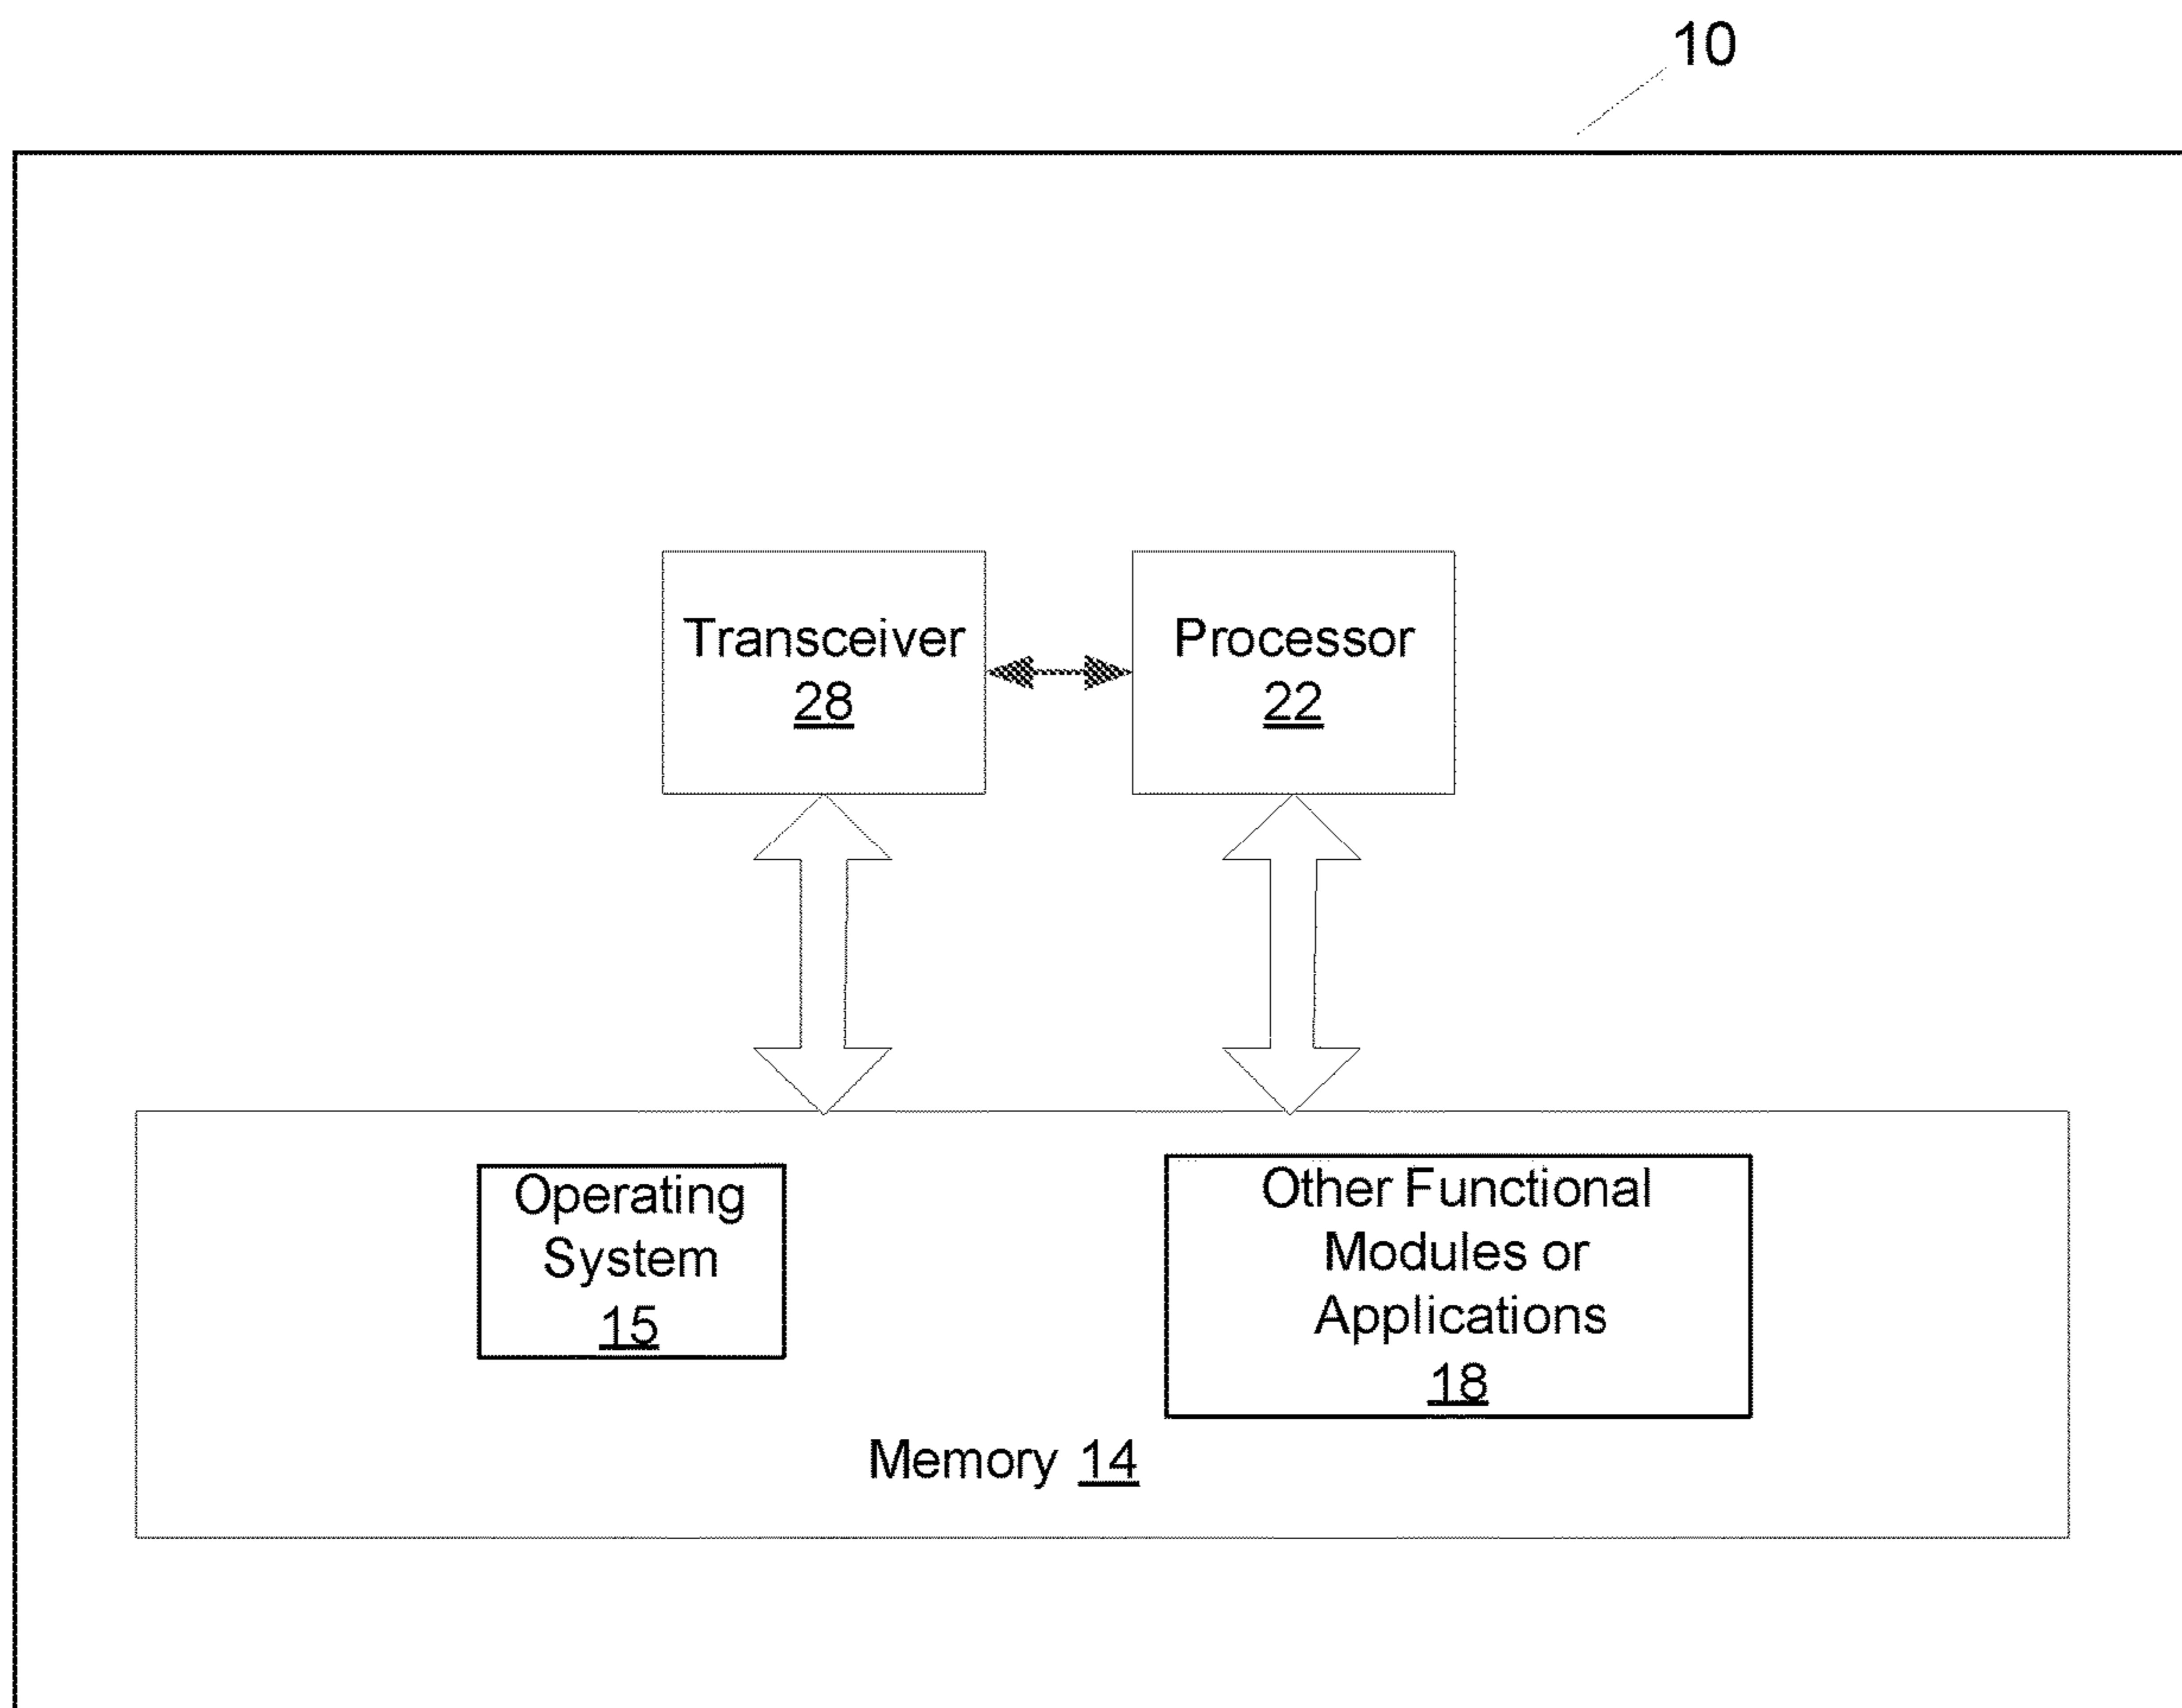 10
Transceiver
28
Processor
22
Operating
System
15
Other Functional
Modules or
Applications
18
Memory 14